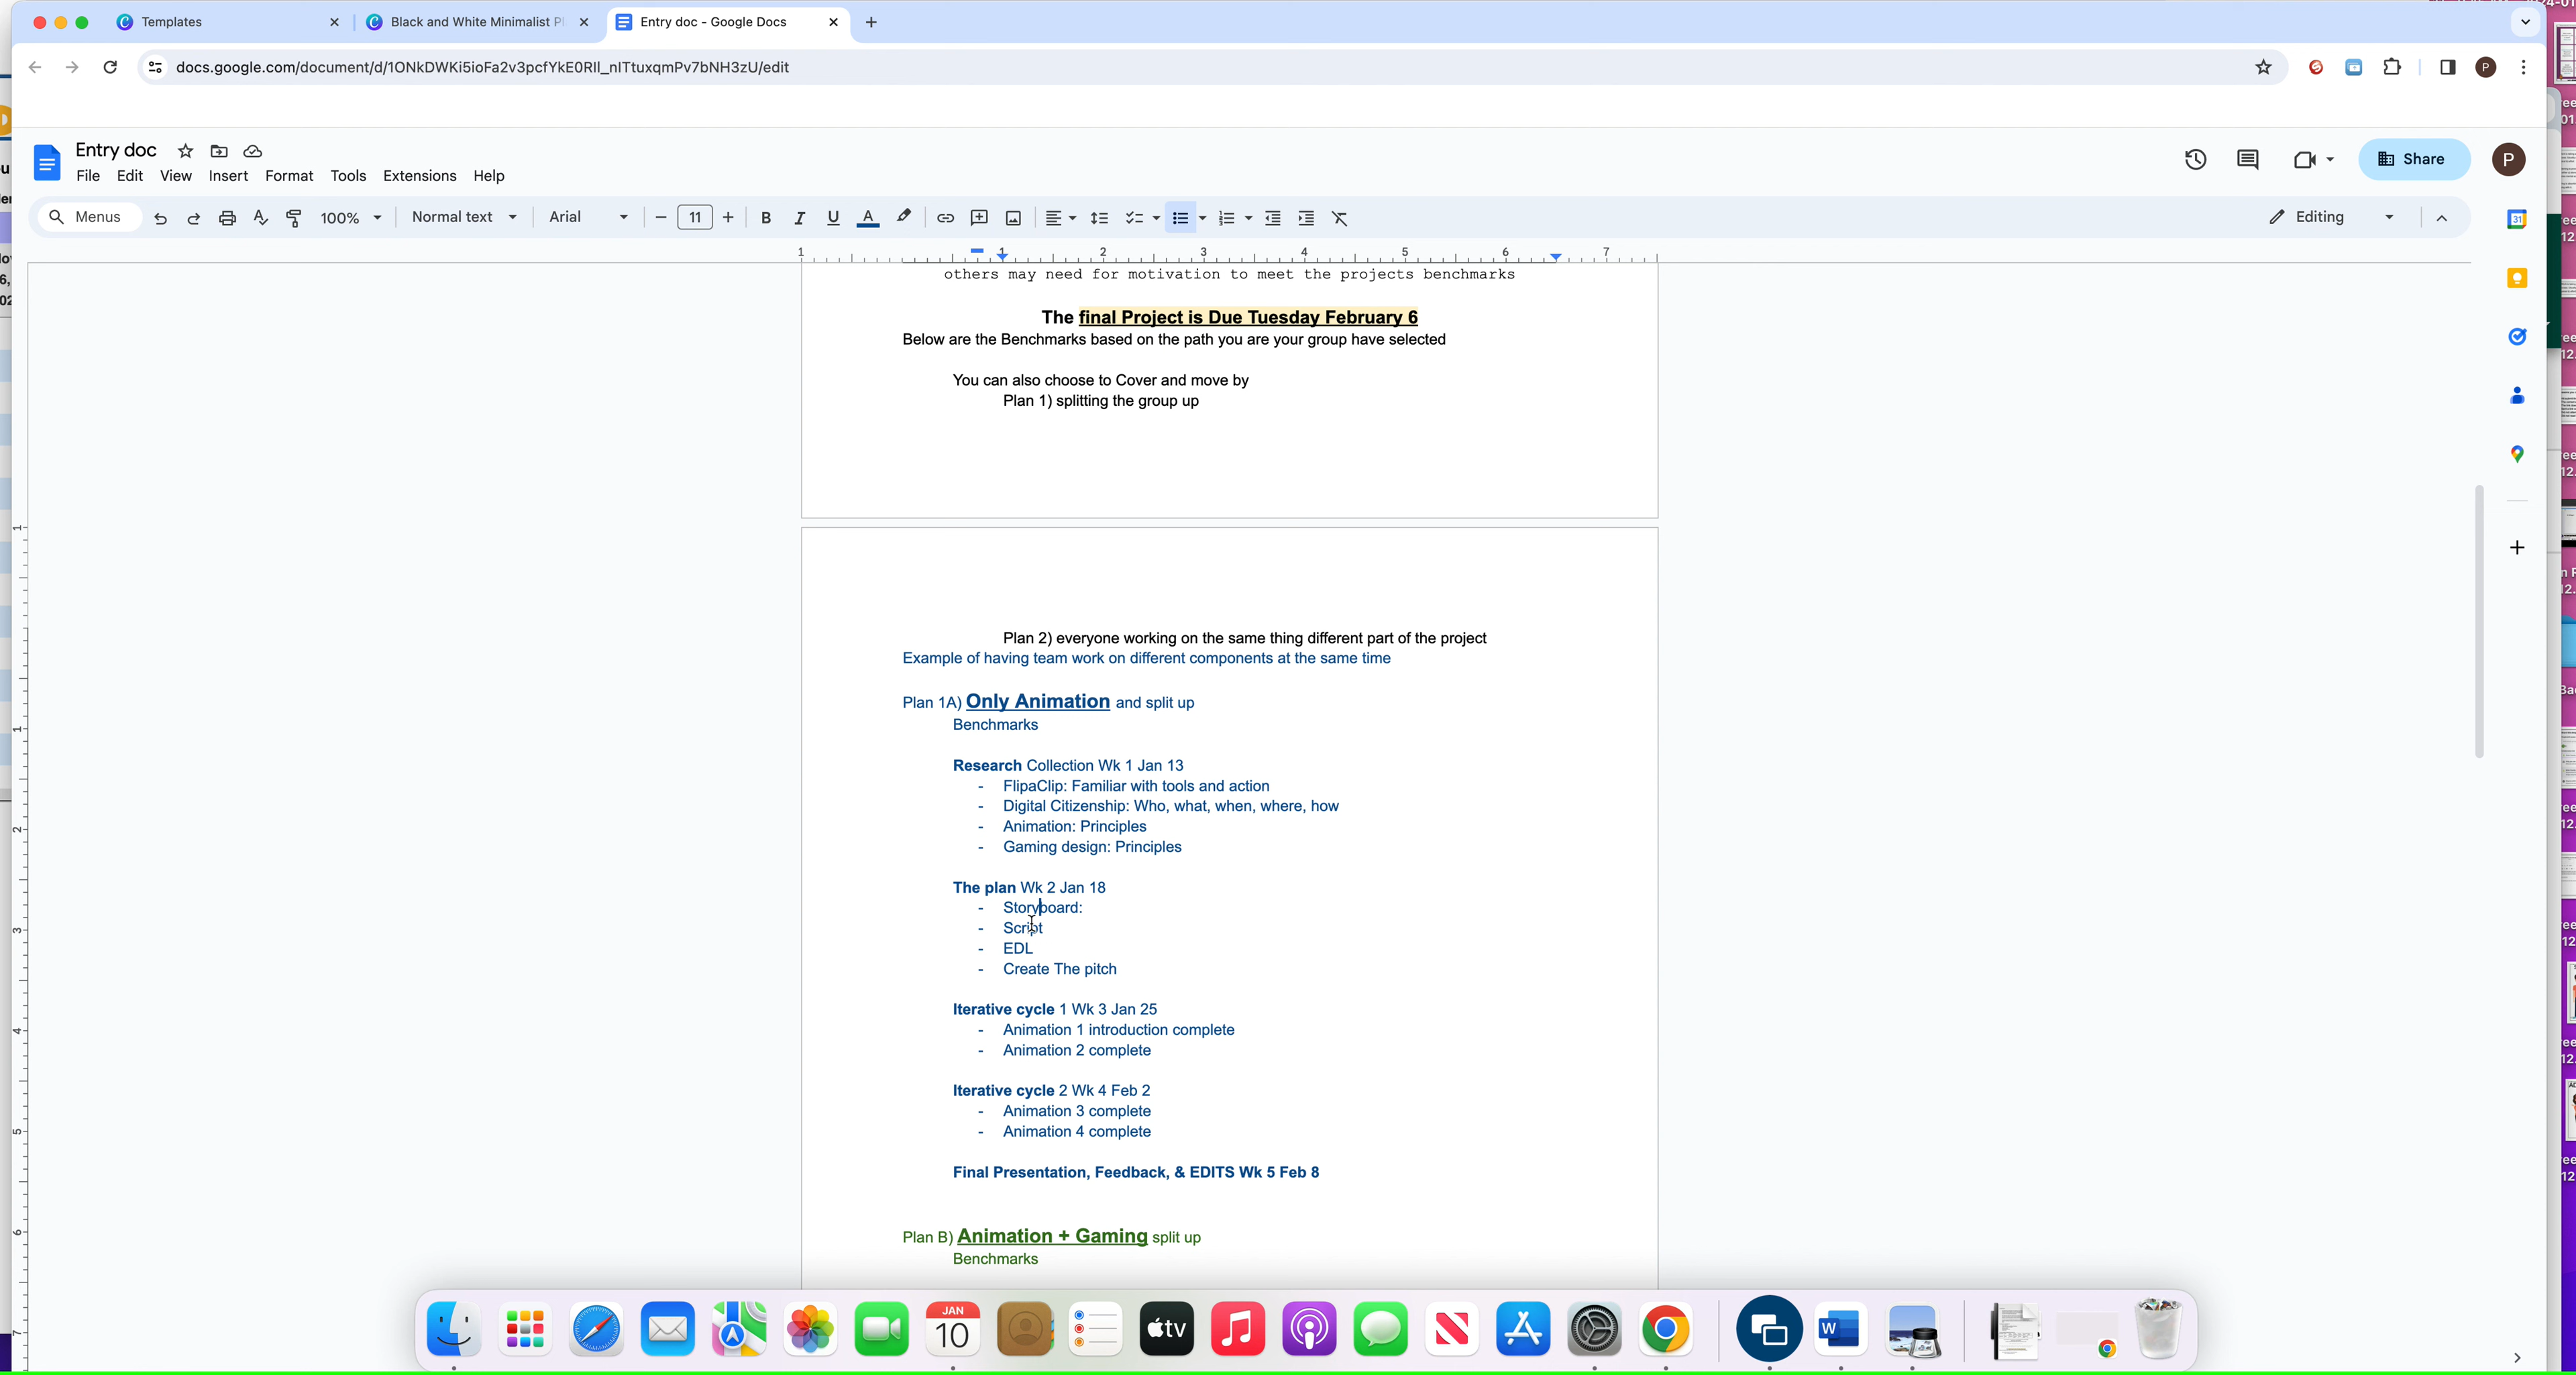 Templates
Black and White Minimalist Pl
Entry doc - Google Docs
docs.google.com/document/d/1ONkDWKi5ioFa2v3pcfYkE0RIl_nITtuxqmPv7bNH3zU/edit
Entry doc
File Edit View Insert Format Tools Extensions Help
Share
P
Menus 100% Normal text Arial 11 Editing
1 1 2 3 4 5 6 7
others may need for motivation to meet the projects benchmarks
The final Project is Due Tuesday February 6
Below are the Benchmarks based on the path you are your group have selected
You can also choose to Cover and move by
Plan 1) splitting the group up
Plan 2) everyone working on the same thing different part of the project
Example of having team work on different components at the same time
Plan 1A) Only Animation and split up
Benchmarks
Research Collection Wk 1 Jan 13
- FlipaClip: Familiar with tools and action
- Digital Citizenship: Who, what, when, where, how
- Animation: Principles
- Gaming design: Principles
The plan Wk 2 Jan 18
- Storyboard:
- Script
- EDL
- Create The pitch
Iterative cycle 1 Wk 3 Jan 25
- Animation 1 introduction complete
- Animation 2 complete
Iterative cycle 2 Wk 4 Feb 2
- Animation 3 complete
- Animation 4 complete
Final Presentation, Feedback, & EDITS Wk 5 Feb 8
Plan B) Animation + Gaming split up
Benchmarks
JAN
10
tv
W